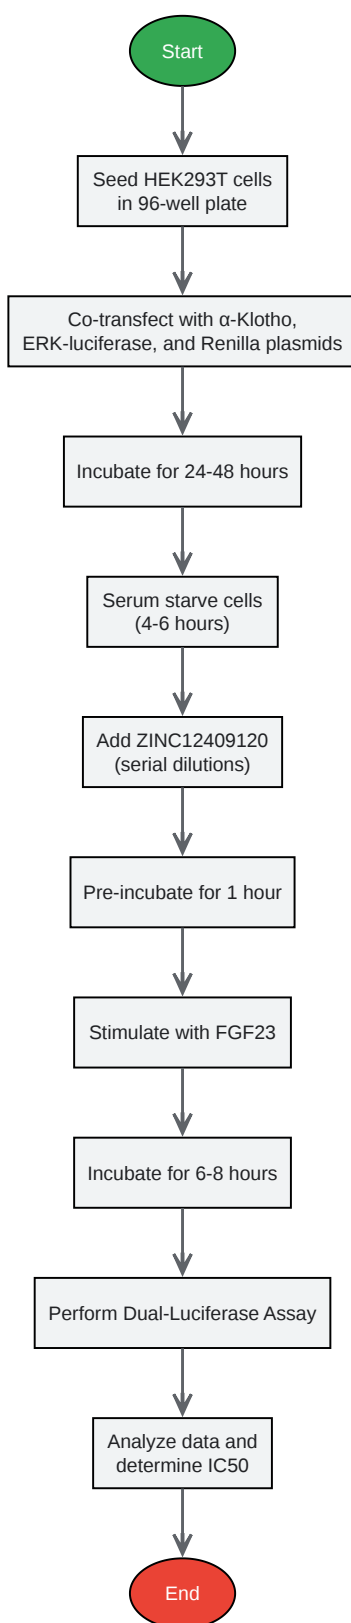 Start
Seed HEK293T cells
in 96-well plate
Co-transfect with α-Klotho,
ERK-luciferase, and Renilla plasmids
Incubate for 24-48 hours
Serum starve cells
(4-6 hours)
Add ZINC12409120
(serial dilutions)
Pre-incubate for 1 hour
Stimulate with FGF23
Incubate for 6-8 hours
Perform Dual-Luciferase Assay
Analyze data and
determine IC50
End